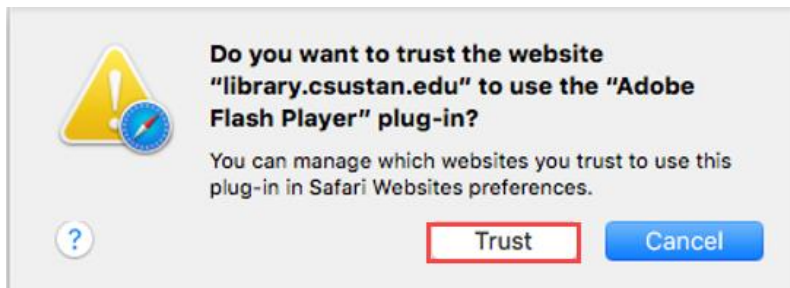 Do you want to trust the website
“library.csustan.edu” to use the “Adobe
Flash Player” plug-in?
You can manage which websites you trust to use this
plug-in in Safari Websites preferences.
?
Trust
Cancel